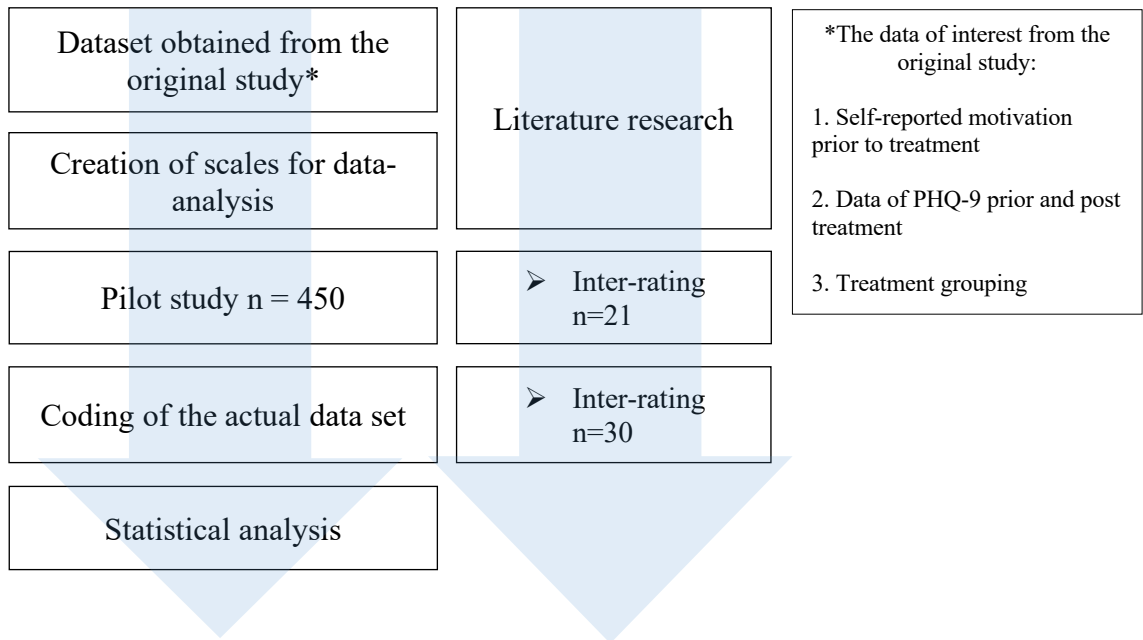 Dataset obtained from the
original study*
Creation of scales for data-
analysis
Pilot study n = 450
Coding of the actual data set
Statistical analysis
Literature research
➢ Inter-rating
n=21
➢ Inter-rating
n=30
*The data of interest from the
original study:
1. Self-reported motivation
prior to treatment
2. Data of PHQ-9 prior and post
treatment
3. Treatment grouping